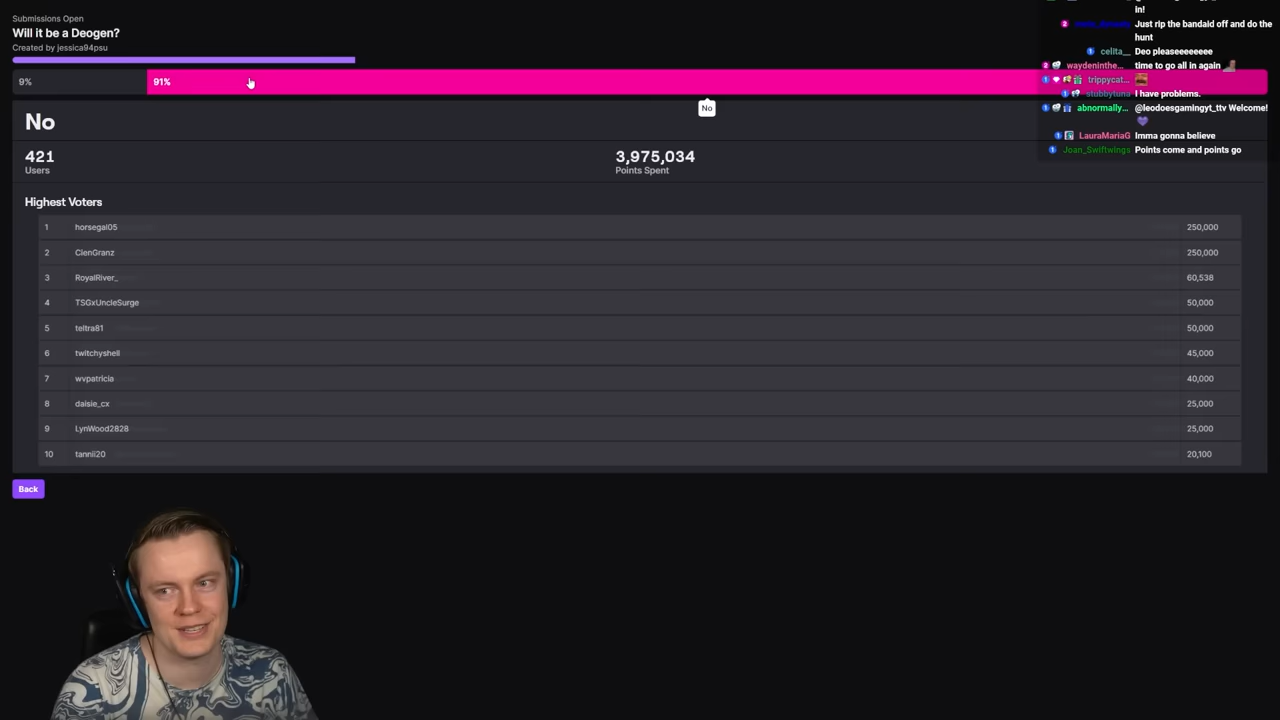 Submissions Open
Will it be a Deogen?
Created by jessica94psu
9%
91%
No
No
421
Users
3,975,034
Points Spent
Highest Voters
1 horsegal05 250,000
2 ClenGranz 250,000
3 RoyalRiver_ 60,538
4 TSGxUncleSurge 50,000
5 teltra81 50,000
6 twitchyshell 45,000
7 wvpatricia 40,000
8 daisie_cx 25,000
9 LynWood2828 25,000
10 tannii20 20,100
Back
in!
Just rip the bandaid off and do the
hunt
celita__ Deo pleaseeeeeee
waydeninthe... time to go all in again
trippycat...
stubbyluna I have problems.
abnormally... @leodoesgamingyt_ttv Welcome!
LauraMariaG Imma gonna believe
Joan_Swiftwings Points come and points go